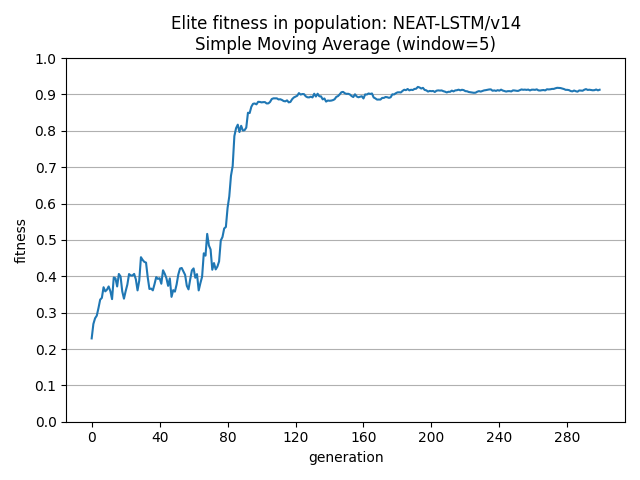 Elite fitness in population: NEAT-LSTM/v14
Simple Moving Average (window=5)
fitness
1.0
0.9
0.8
0.7
0.6
0.5
0.4
0.3
0.2
0.1
0.0
0 40 80 120 160 200 240 280
generation